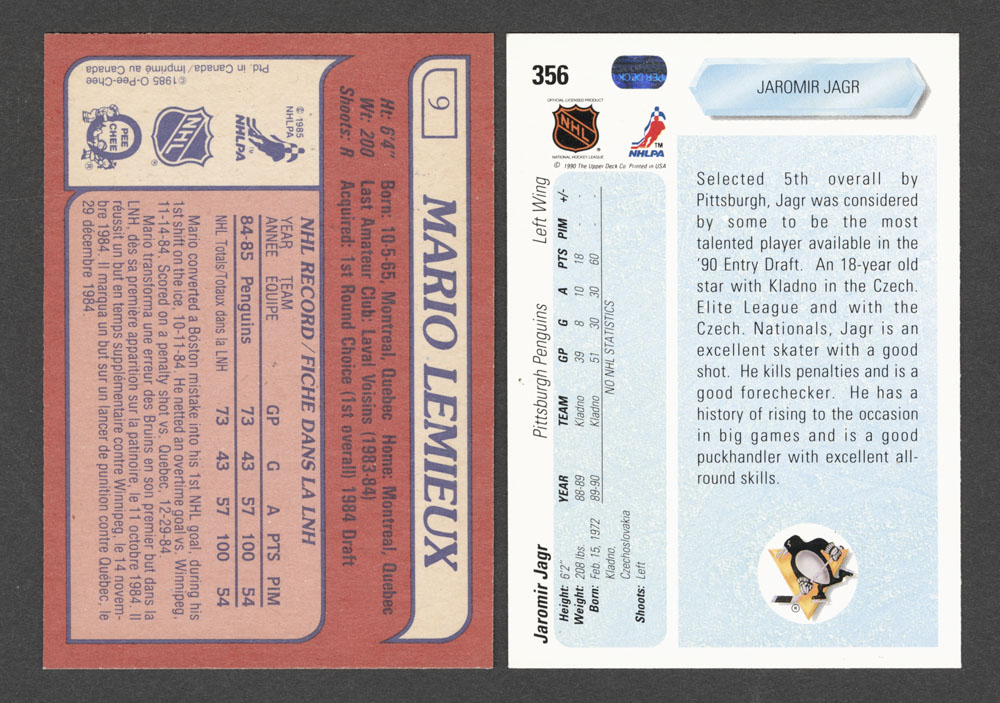 9
MARIO LEMIEUX
Ht: 6'4" Born: 10-5-65, Montreal, Quebec Home: Montreal, Quebec
Wt: 200 Last Amateur Club: Laval Voisins (1983-84)
Shoots: R Acquired: 1st Round Choice (1st overall) 1984 Draft
NHL RECORD / FICHE DANS LA LNH
YEAR TEAM
ANNÉE ÉQUIPE GP G A PTS PIM
84-85 Penguins 73 43 57 100 54
NHL Totals/Totaux dans la LNH 73 43 57 100 54
Mario converted a Boston mistake into his 1st NHL goal, during his
1st shift on the ice 10-11-84. He netted an overtime goal vs. Winnipeg,
11-14-84. Scored on a penalty shot vs. Quebec, 12-29-84.
Mario transforma une erreur des Bruins en son premier but dans la
LNH, dès sa première apparition sur la patinoire, le 11 octobre 1984. Il
réussit un but en temps supplémentaire contre Winnipeg, le 14 novem-
bre 1984. Il marqua un but sur un lancer de punition contre Québec, le
29 décembre 1984
© 1985
NHLPA
NHLPA
NHL
O
PEE
CHEE
©1985 O-Pee-Chee
Ptd. in Canada/Imprimé au Canada
356
PER DECK
JAROMIR JAGR
OFFICIAL LICENSED PRODUCT
NHL
NATIONAL HOCKEY LEAGUE
TM
NHLPA
© 1990 The Upper Deck Co. Printed in USA
Jaromir Jagr Pittsburgh Penguins Left Wing
Height: 6'2"
Weight: 208 lbs.
Born: Feb. 15, 1972
Kladno,
Czechoslovakia
Shoots: Left
YEAR TEAM GP G A PTS PIM +/-
88-89 Kladno 39 8 10 18 - -
89-90 Kladno 51 30 30 60 - -
NO NHL STATISTICS
Selected 5th overall by
Pittsburgh, Jagr was considered
by some to be the most
talented player available in the
'90 Entry Draft. An 18-year old
star with Kladno in the Czech.
Elite League and with the
Czech. Nationals, Jagr is an
excellent skater with a good
shot. He kills penalties and is a
good forechecker. He has a
history of rising to the occasion
in big games and is a good
puckhandler with excellent all-
round skills.
®